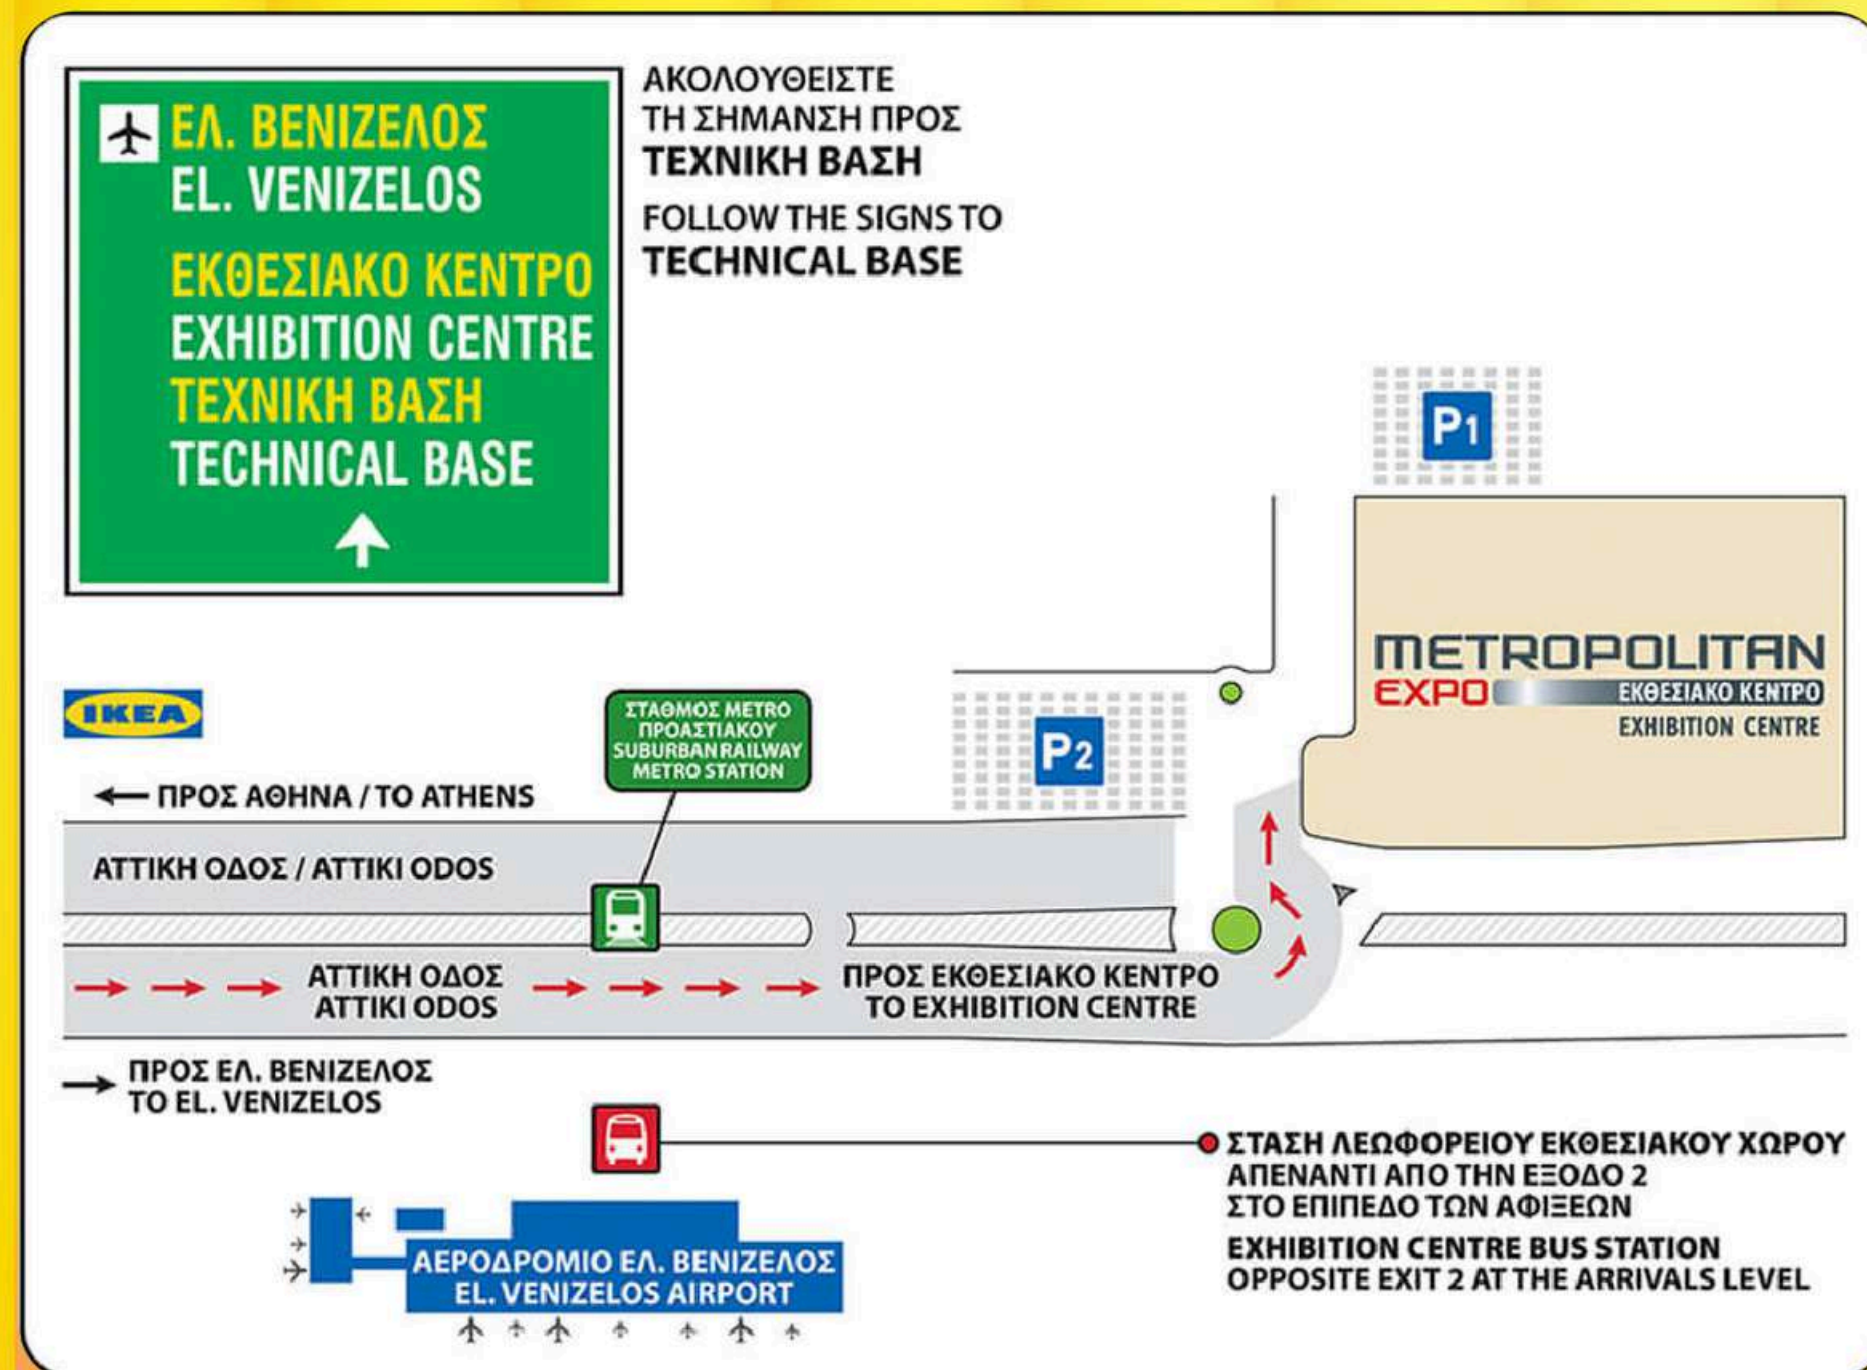 ΕΛ. ΒΕΝΙΖΕΛΟΣ
EL. VENIZELOS
ΕΚΘΕΣΙΑΚΟ ΚΕΝΤΡΟ
EXHIBITION CENTRE
ΤΕΧΝΙΚΗ ΒΑΣΗ
TECHNICAL BASE
ΑΚΟΛΟΥΘΕΙΣΤΕ
ΤΗ ΣΗΜΑΝΣΗ ΠΡΟΣ
ΤΕΧΝΙΚΗ ΒΑΣΗ
FOLLOW THE SIGNS TO
TECHNICAL BASE
P1
METROPOLITAN
EXPO ΕΚΘΕΣΙΑΚΟ ΚΕΝΤΡΟ
EXHIBITION CENTRE
IKEA
ΣΤΑΘΜΟΣ ΜΕΤΡΟ
ΠΡΟΑΣΤΙΑΚΟΥ
SUBURBAN RAILWAY
METRO STATION
P2
ΠΡΟΣ ΑΘΗΝΑ / TO ATHENS
ΑΤΤΙΚΗ ΟΔΟΣ / ATTIKI ODOS
ΑΤΤΙΚΗ ΟΔΟΣ
ATTIKI ODOS
ΠΡΟΣ ΕΚΘΕΣΙΑΚΟ ΚΕΝΤΡΟ
TO EXHIBITION CENTRE
ΠΡΟΣ ΕΛ. ΒΕΝΙΖΕΛΟΣ
TO EL. VENIZELOS
ΣΤΑΣΗ ΛΕΩΦΟΡΕΙΟΥ ΕΚΘΕΣΙΑΚΟΥ ΧΩΡΟΥ
ΑΠΕΝΑΝΤΙ ΑΠΟ ΤΗΝ ΕΞΟΔΟ 2
ΣΤΟ ΕΠΙΠΕΔΟ ΤΩΝ ΑΦΙΞΕΩΝ
EXHIBITION CENTRE BUS STATION
OPPOSITE EXIT 2 AT THE ARRIVALS LEVEL
ΑΕΡΟΔΡΟΜΙΟ ΕΛ. ΒΕΝΙΖΕΛΟΣ
EL. VENIZELOS AIRPORT